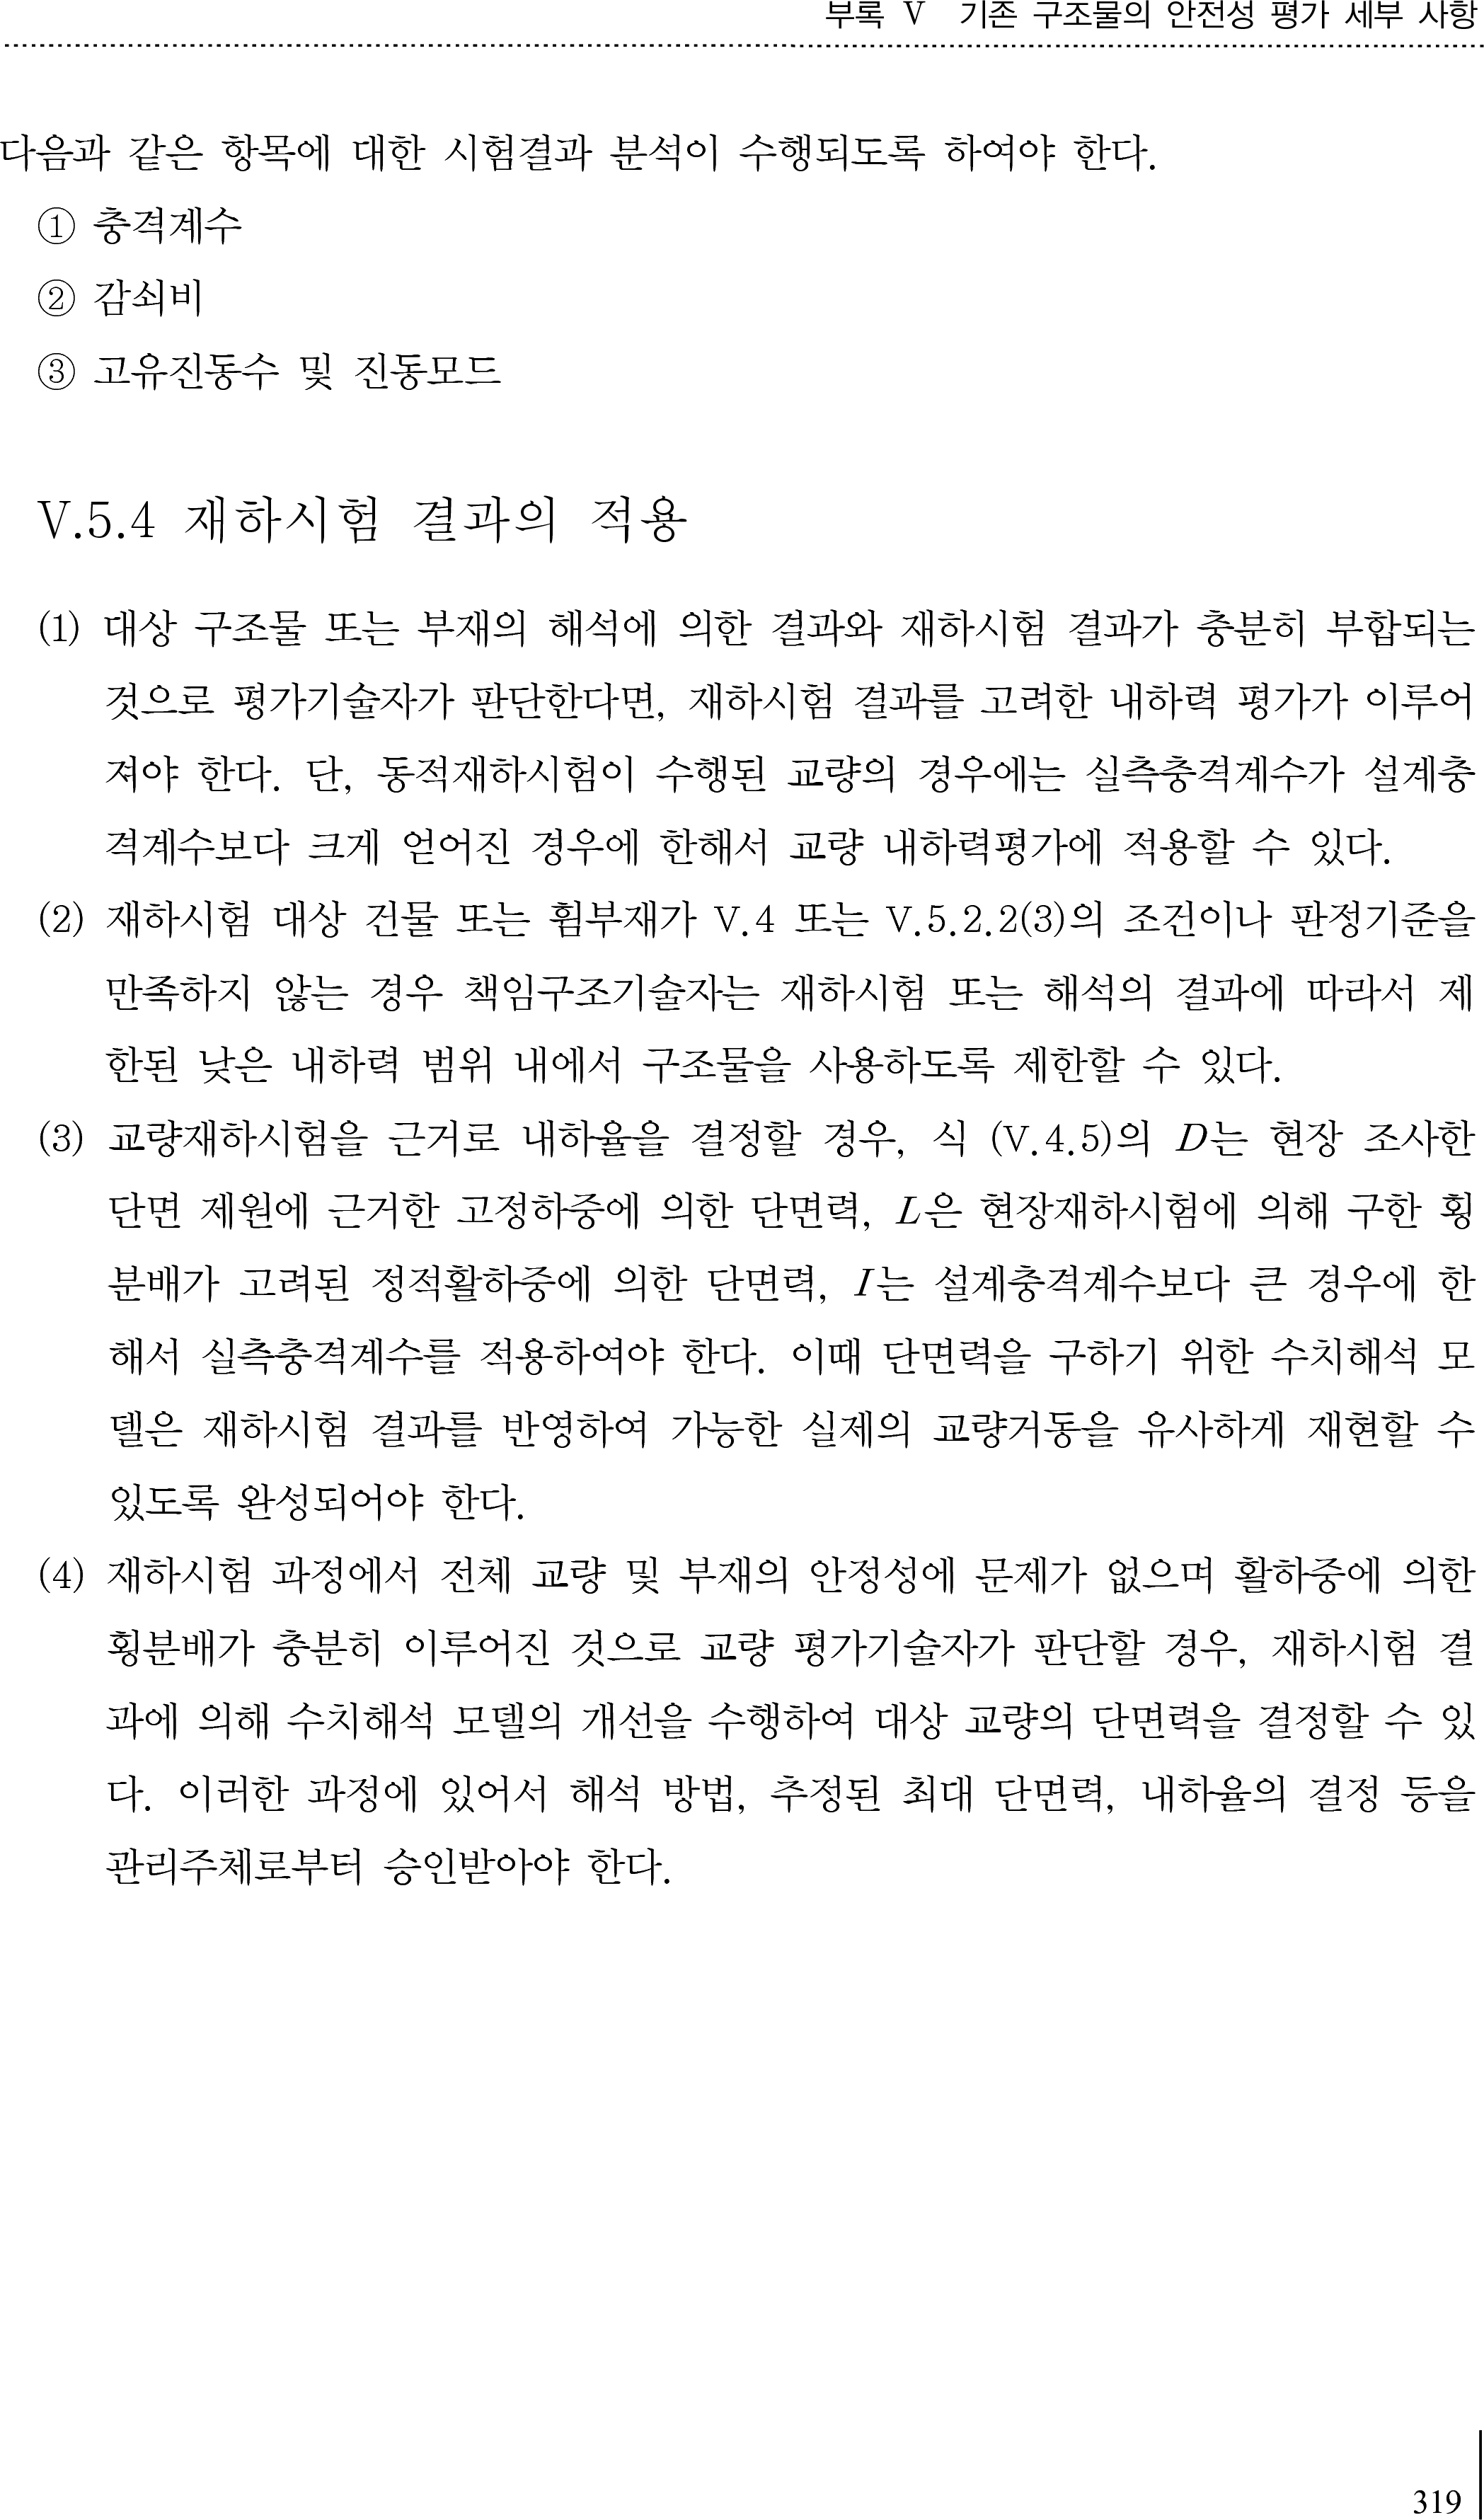 부록 V 기존 구조물의 안전성 평가 세부 사항
다음과 같은 항목에 대한 시험결과 분석이 수행되도록 하여야 한다.
① 충격계수
② 감쇠비
③ 고유진동수 및 진동모드
V.5.4 재하시험 결과의 적용
(1) 대상 구조물 또는 부재의 해석에 의한 결과와 재하시험 결과가 충분히 부합되는
것으로 평가기술자가 판단한다면, 재하시험 결과를 고려한 내하력 평가가 이루어
져야 한다. 단, 동적재하시험이 수행된 교량의 경우에는 실측충격계수가 설계충
격계수보다 크게 얻어진 경우에 한해서 교량 내하력평가에 적용할 수 있다.
(2) 재하시험 대상 건물 또는 휨부재가 V.4 또는 V.5.2.2(3)의 조건이나 판정기준을
만족하지 않는 경우 책임구조기술자는 재하시험 또는 해석의 결과에 따라서 제
한된 낮은 내하력 범위 내에서 구조물을 사용하도록 제한할 수 있다.
(3) 교량재하시험을 근거로 내하율을 결정할 경우, 식 (V.4.5)의 D는 현장 조사한
단면 제원에 근거한 고정하중에 의한 단면력, L은 현장재하시험에 의해 구한 횡
분배가 고려된 정적활하중에 의한 단면력, I는 설계충격계수보다 큰 경우에 한
해서 실측충격계수를 적용하여야 한다. 이때 단면력을 구하기 위한 수치해석 모
델은 재하시험 결과를 반영하여 가능한 실제의 교량거동을 유사하게 재현할 수
있도록 완성되어야 한다.
(4) 재하시험 과정에서 전체 교량 및 부재의 안정성에 문제가 없으며 활하중에 의한
횡분배가 충분히 이루어진 것으로 교량 평가기술자가 판단할 경우, 재하시험 결
과에 의해 수치해석 모델의 개선을 수행하여 대상 교량의 단면력을 결정할 수 있
다. 이러한 과정에 있어서 해석 방법, 추정된 최대 단면력, 내하율의 결정 등을
관리주체로부터 승인받아야 한다.
319